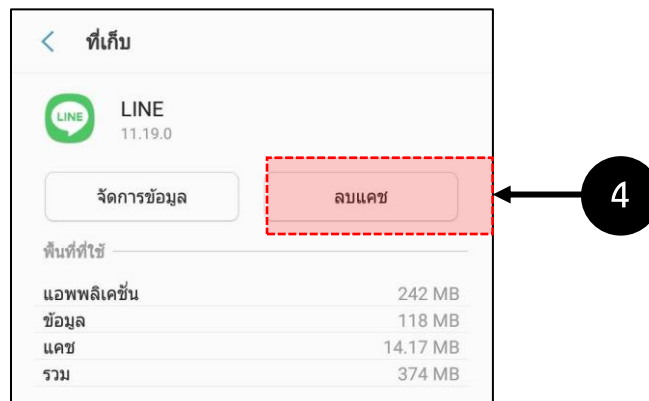 ที่เก็บ
LINE
LINE
11.19.0
จัดการข้อมูล
ลบแคช
4
พื้นที่ที่ใช้
แอพพลิเคชั่น 242 MB
ข้อมูล 118 MB
แคช 14.17 MB
รวม 374 MB